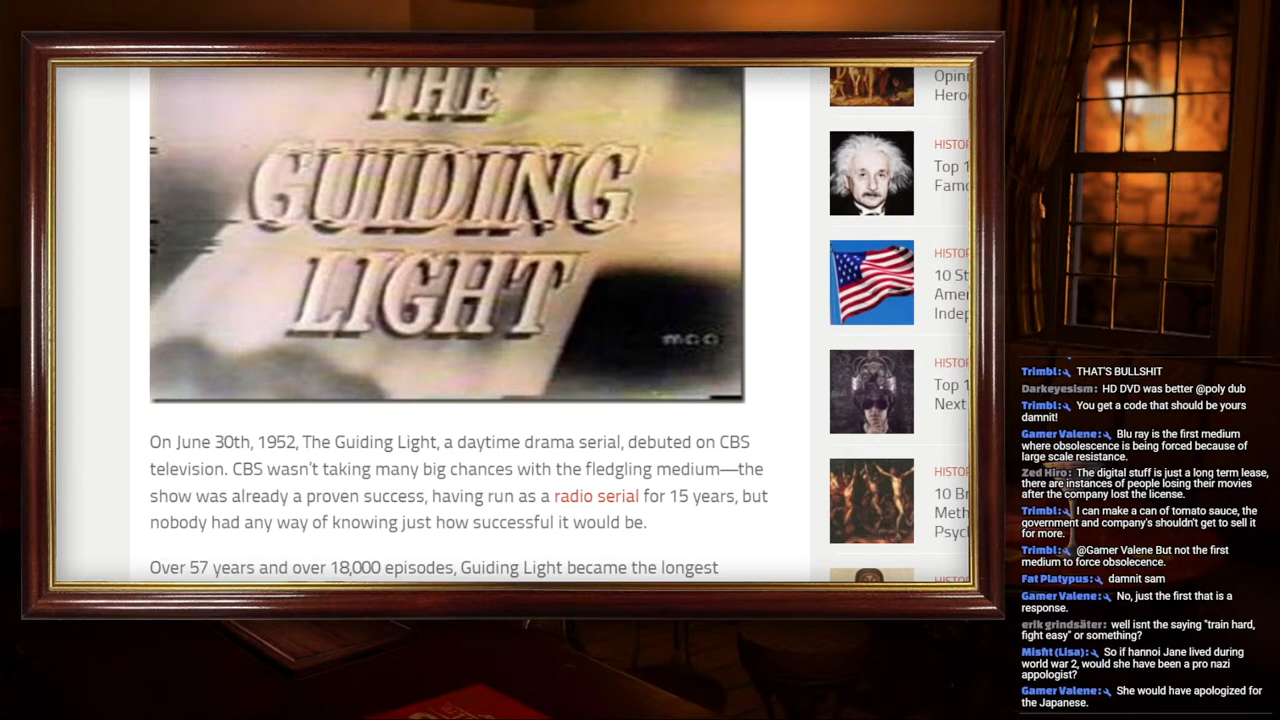 THE
GUIDING
LIGHT
On June 30th, 1952, The Guiding Light, a daytime drama serial, debuted on CBS
television. CBS wasn't taking many big chances with the fledgling medium—the
show was already a proven success, having run as a radio serial for 15 years, but
nobody had any way of knowing just how successful it would be.
Over 57 years and over 18,000 episodes, Guiding Light became the longest
Opin
Hero
HISTOR
Top 1
Famo
HISTOR
10 St
Amer
Indep
HISTOR
Top 1
Next
HISTOR
10 Br
Meth
Psyc
Trimbl: THAT'S BULLSHIT
Darkeyesism: HD DVD was better @poly dub
Trimbl: You get a code that should be yours
damnit!
Gamer Valene: Blu ray is the first medium
where obsolescence is being forced because of
large scale resistance.
Zed Hiro: The digital stuff is just a long term lease,
there are instances of people losing their movies
after the company lost the license.
Trimbl: I can make a can of tomato sauce, the
government and company's shouldn't get to sell it
for more.
Trimbl: @Gamer Valene But not the first
medium to force obsolescence.
Fat Platypus: damnit sam
Gamer Valene: No, just the first that is a
response.
erik grindsäter: well isnt the saying "train hard,
fight easy" or something?
Misfit (Lisa): So if hannoi Jane lived during
world war 2, would she have been a pro nazi
appologist?
Gamer Valene: She would have apologized for
the Japanese.